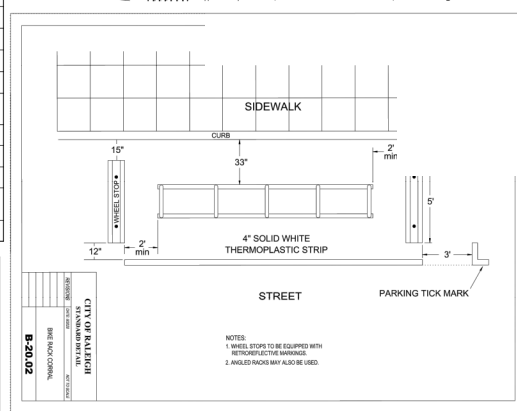 SIDEWALK
CURB
15"
33"
2'
min
WHEEL STOP
5'
12"
2'
min
4" SOLID WHITE
THERMOPLASTIC STRIP
3'
STREET
PARKING TICK MARK
NOTES:
1. WHEEL STOPS TO BE EQUIPPED WITH
RETROREFLECTIVE MARKINGS.
2. ANGLED RACKS MAY ALSO BE USED.
CITY OF RALEIGH
STANDARD DETAIL
REVISIONS
NOT TO SCALE
BIKE RACK CORRAL
B-20.02